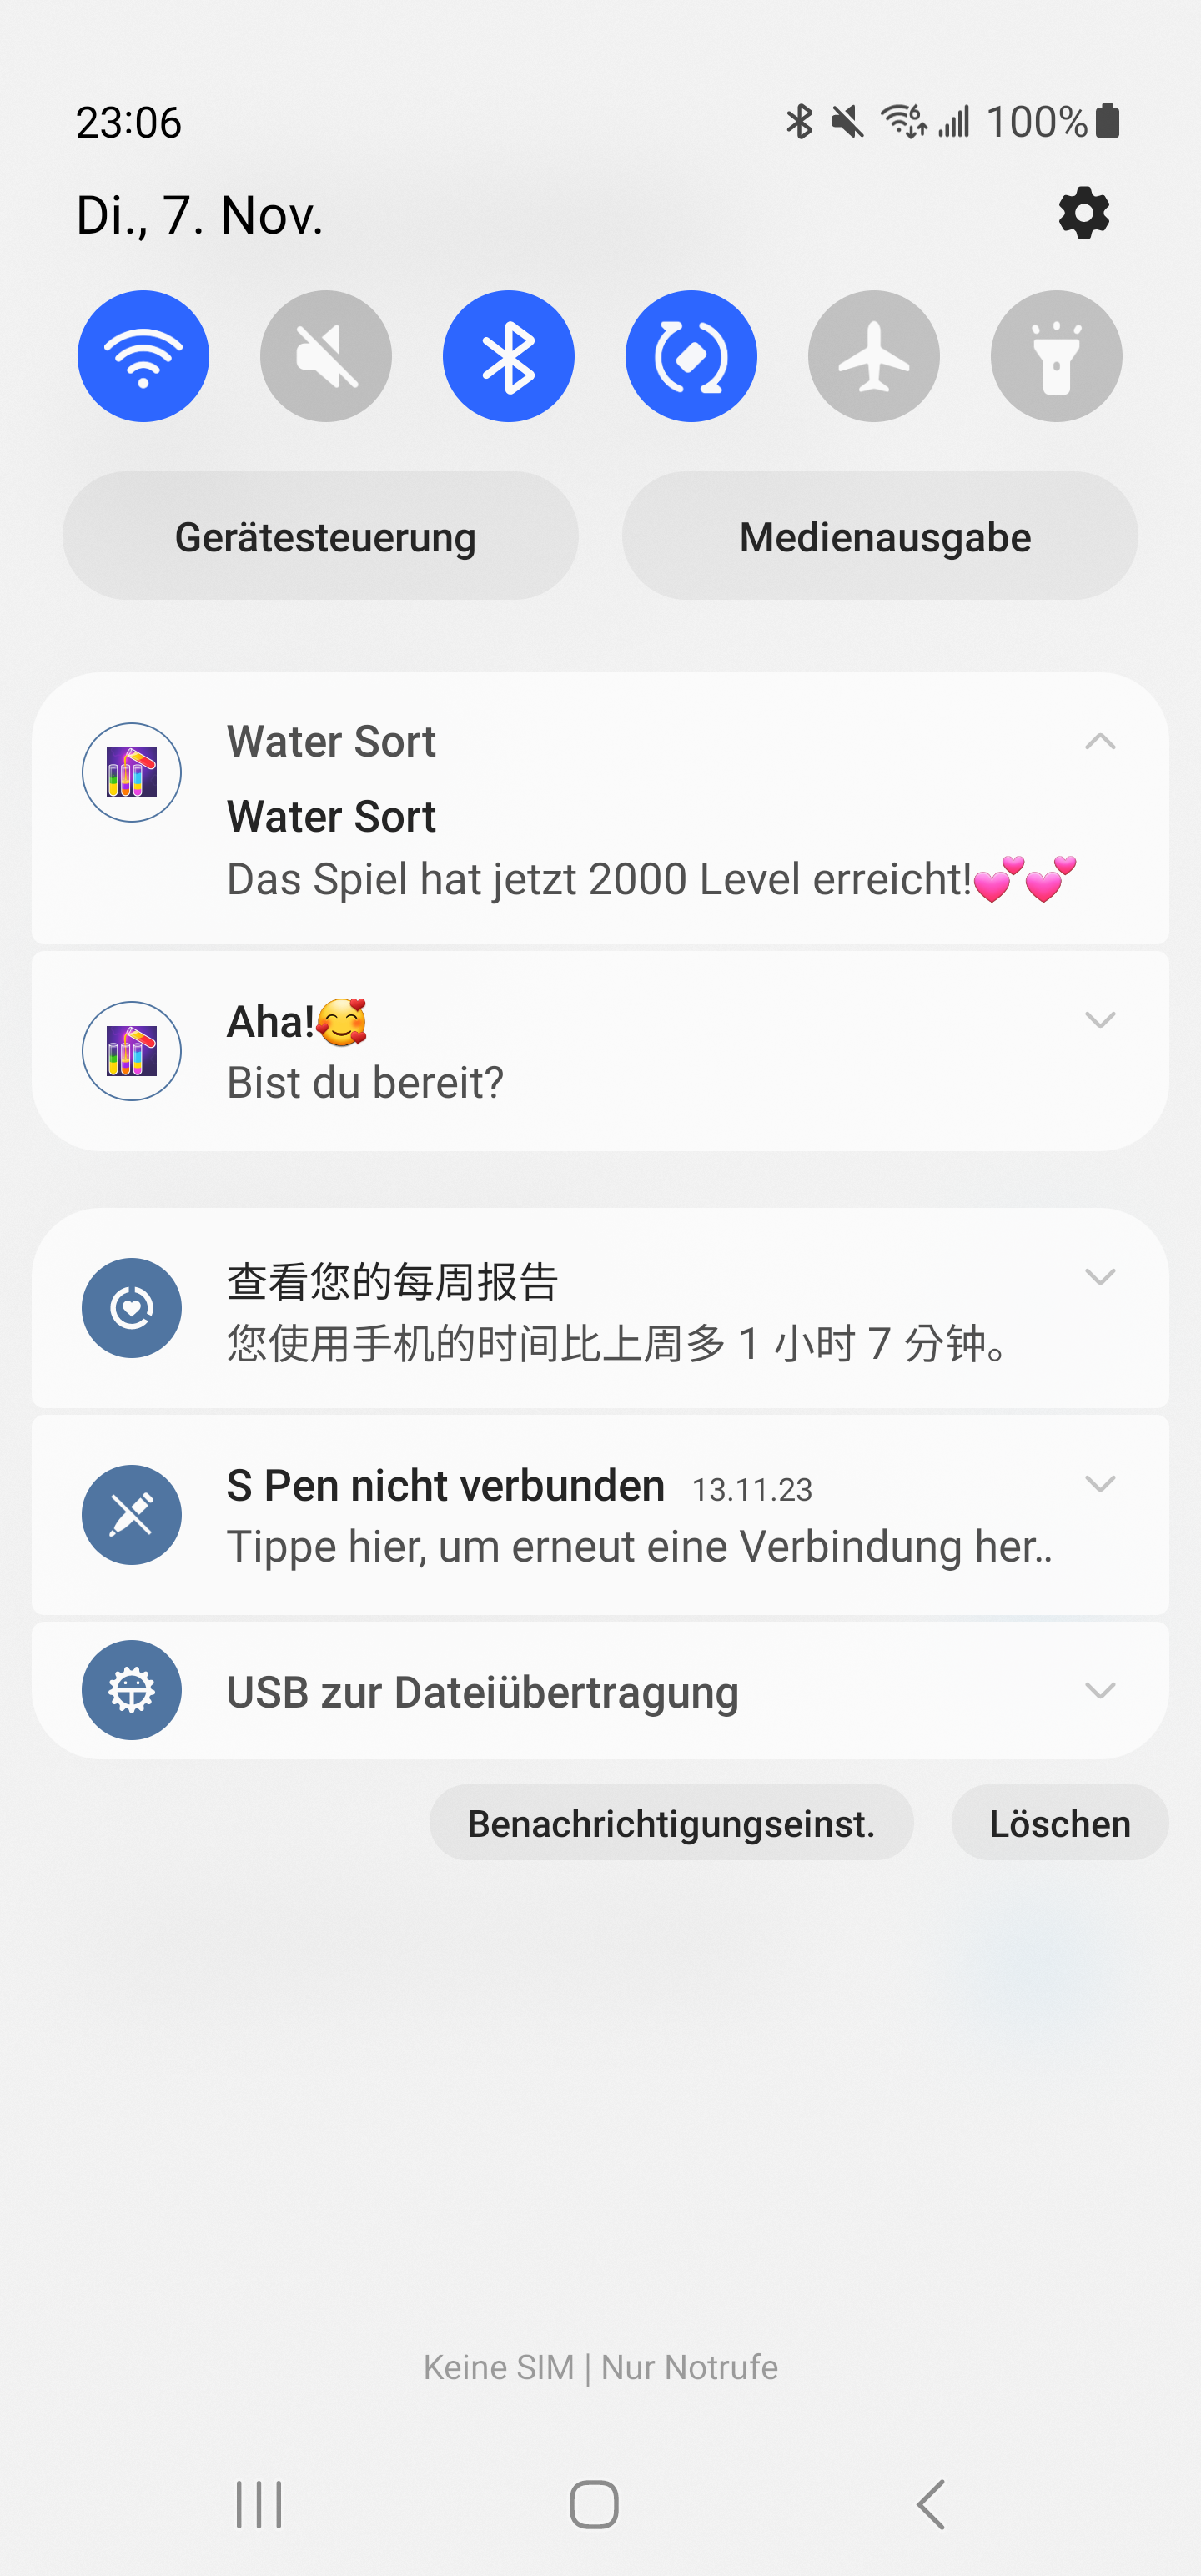 23:06
100%
Di., 7. Nov.
Gerätesteuerung
Medienausgabe
Water Sort
Water Sort
Das Spiel hat jetzt 2000 Level erreicht!💕💕
Aha!🥰
Bist du bereit?
查看您的每周报告
您使用手机的时间比上周多 1 小时 7 分钟。
S Pen nicht verbunden 13.11.23
Tippe hier, um erneut eine Verbindung her..
USB zur Dateiübertragung
Benachrichtigungseinst.
Löschen
Keine SIM | Nur Notrufe